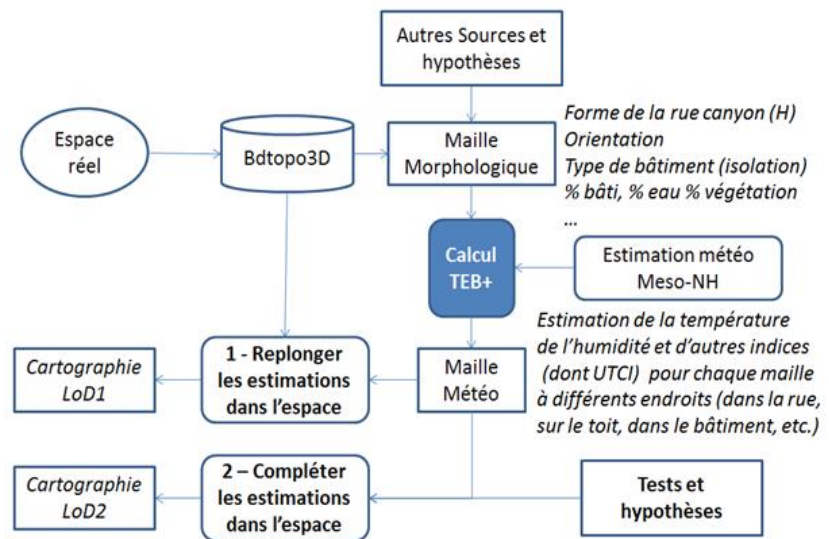 Autres Sources et
hypothèses
Espace
réel
Bdtopo3D
Maille
Morphologique
Forme de la rue canyon (H)
Orientation
Type de bâtiment (isolation)
% bâti, % eau % végétation
...
Calcul
TEB+
Estimation météo
Meso-NH
Estimation de la température
de l'humidité et d'autres indices
(dont UTCI) pour chaque maille
à différents endroits (dans la rue,
sur le toit, dans le bâtiment, etc.)
Cartographie
LoD1
1 - Replonger
les estimations
dans l'espace
Maille
Météo
Cartographie
LoD2
2 – Compléter
les estimations
dans l'espace
Tests et
hypothèses